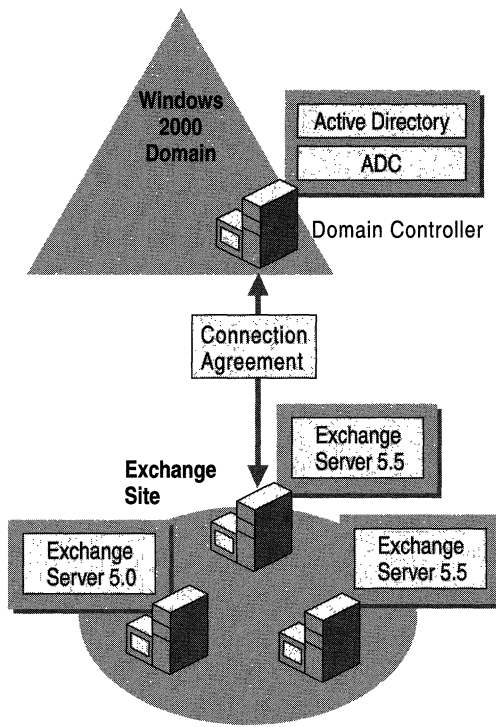 Windows
2000
Domain
Active Directory
ADC
Domain Controller
Connection
Agreement
Exchange
Server 5.5
Exchange
Site
Exchange
Server 5.0
Exchange
Server 5.5